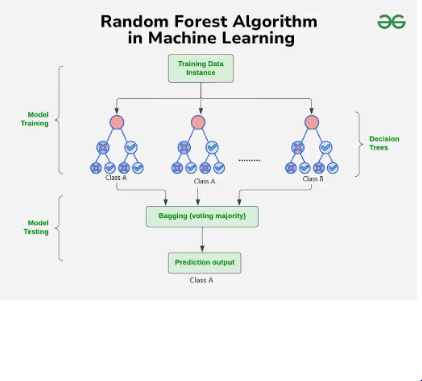 Random Forest Algorithm
in Machine Learning
Training Data
Instance
Model
Training
Decision
Trees
.........
Class A
Class A
Class B
Model
Testing
Bagging (voting majority)
Prediction output
Class A